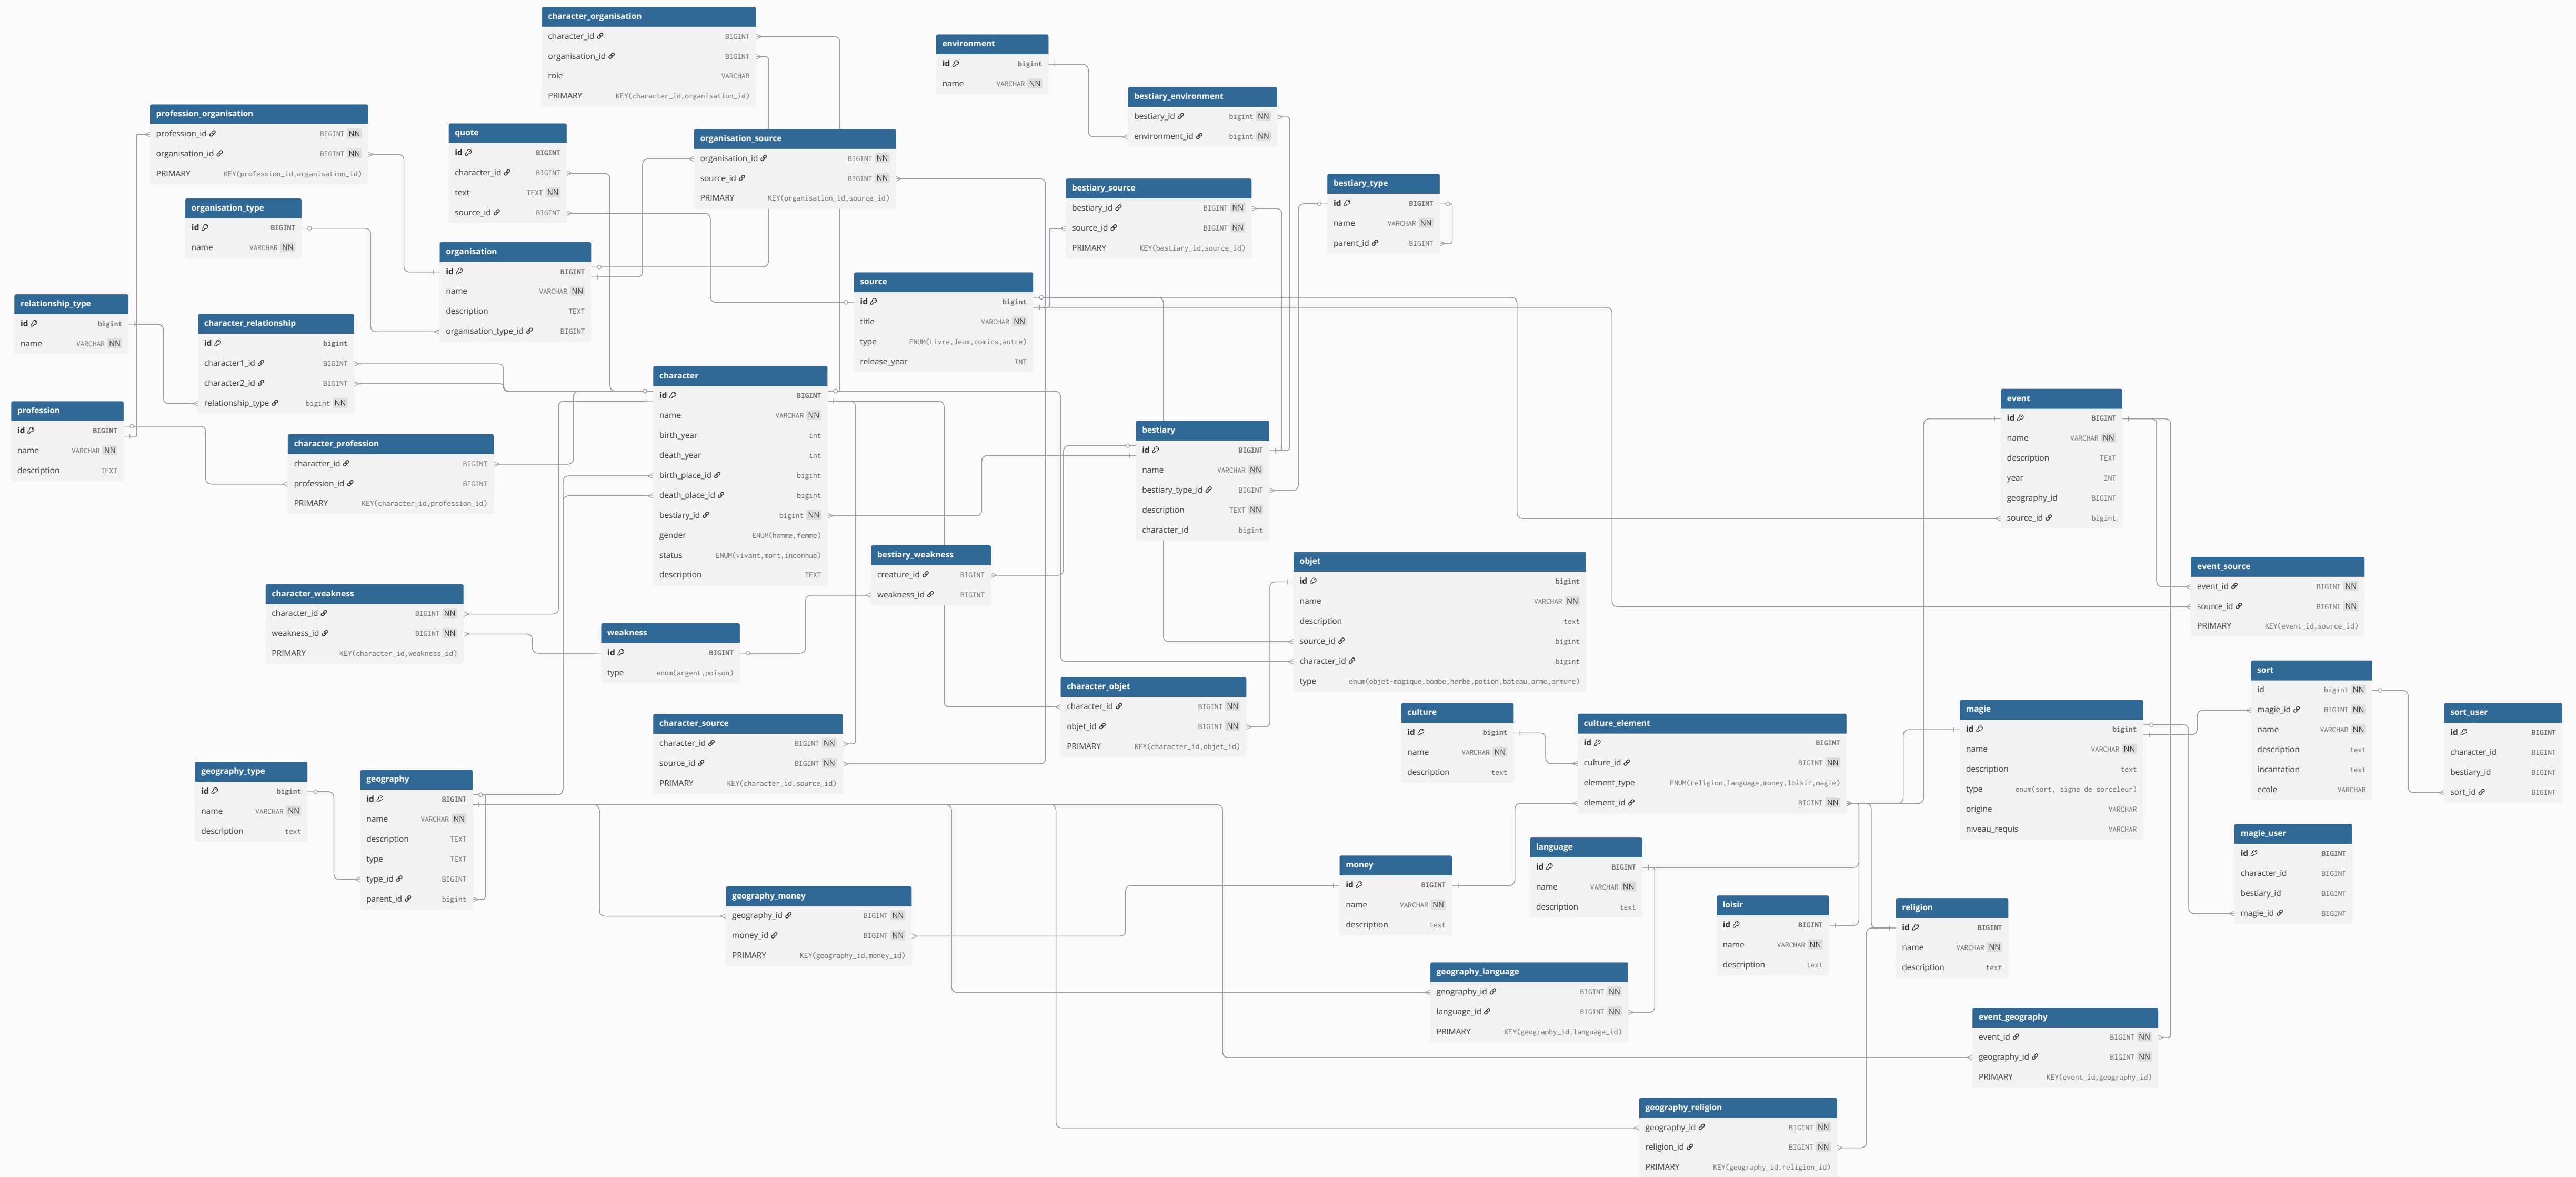 character_organisation
character_id BIGINT
organisation_id BIGINT
role VARCHAR
PRIMARY KEY(character_id,organisation_id)
environment
id bigint
name VARCHAR NN
bestiary_environment
bestiary_id bigint NN
environment_id bigint NN
profession_organisation
profession_id BIGINT NN
organisation_id BIGINT NN
PRIMARY KEY(profession_id,organisation_id)
quote
id BIGINT
character_id BIGINT
text TEXT NN
source_id BIGINT
organisation_source
organisation_id BIGINT NN
source_id BIGINT NN
PRIMARY KEY(organisation_id,source_id)
bestiary_source
bestiary_id BIGINT NN
source_id BIGINT NN
PRIMARY KEY(bestiary_id,source_id)
bestiary_type
id BIGINT
name VARCHAR NN
parent_id BIGINT
organisation_type
id BIGINT
name VARCHAR NN
organisation
id BIGINT
name VARCHAR NN
description TEXT
organisation_type_id BIGINT
source
id bigint
title VARCHAR NN
type ENUM(Livre,Jeux,comics,autre)
release_year INT
relationship_type
id bigint
name VARCHAR NN
character_relationship
id bigint
character1_id BIGINT
character2_id BIGINT
relationship_type bigint NN
character
id BIGINT
name VARCHAR NN
birth_year int
death_year int
birth_place_id bigint
death_place_id bigint
bestiary_id bigint NN
gender ENUM(homme,femme)
status ENUM(vivant,mort,inconnue)
description TEXT
profession
id BIGINT
name VARCHAR NN
description TEXT
character_profession
character_id BIGINT
profession_id BIGINT
PRIMARY KEY(character_id,profession_id)
bestiary
id BIGINT
name VARCHAR NN
bestiary_type_id BIGINT
description TEXT NN
character_id bigint
event
id BIGINT
name VARCHAR NN
description TEXT
year INT
geography_id BIGINT
source_id bigint
bestiary_weakness
creature_id BIGINT
weakness_id BIGINT
objet
id bigint
name VARCHAR NN
description text
source_id bigint
character_id bigint
type enum(objet-magique,bombe,herbe,potion,bateau,arme,armure)
event_source
event_id BIGINT NN
source_id BIGINT NN
PRIMARY KEY(event_id,source_id)
character_weakness
character_id BIGINT NN
weakness_id BIGINT NN
PRIMARY KEY(character_id,weakness_id)
weakness
id BIGINT
type enum(argent,poison)
character_objet
character_id BIGINT NN
objet_id BIGINT NN
PRIMARY KEY(character_id,objet_id)
sort
id bigint NN
magie_id BIGINT NN
name VARCHAR NN
description text
incantation text
ecole VARCHAR
sort_user
id BIGINT
character_id BIGINT
bestiary_id BIGINT
sort_id BIGINT
character_source
character_id BIGINT NN
source_id BIGINT NN
PRIMARY KEY(character_id,source_id)
culture
id bigint
name VARCHAR NN
description text
culture_element
id BIGINT
culture_id BIGINT NN
element_type ENUM(religion,language,money,loisir,magie)
element_id BIGINT NN
magie
id bigint
name VARCHAR NN
description text
type enum(sort, signe de sorceleur)
origine VARCHAR
niveau_requis VARCHAR
geography_type
id bigint
name VARCHAR NN
description text
geography
id BIGINT
name VARCHAR NN
description TEXT
type TEXT
type_id BIGINT
parent_id bigint
magie_user
id BIGINT
character_id BIGINT
bestiary_id BIGINT
magie_id BIGINT
geography_money
geography_id BIGINT NN
money_id BIGINT NN
PRIMARY KEY(geography_id,money_id)
money
id BIGINT
name VARCHAR NN
description text
language
id BIGINT
name VARCHAR NN
description text
loisir
id BIGINT
name VARCHAR NN
description text
religion
id BIGINT
name VARCHAR NN
description text
geography_language
geography_id BIGINT NN
language_id BIGINT NN
PRIMARY KEY(geography_id,language_id)
event_geography
event_id BIGINT NN
geography_id BIGINT NN
PRIMARY KEY(event_id,geography_id)
geography_religion
geography_id BIGINT NN
religion_id BIGINT NN
PRIMARY KEY(geography_id,religion_id)